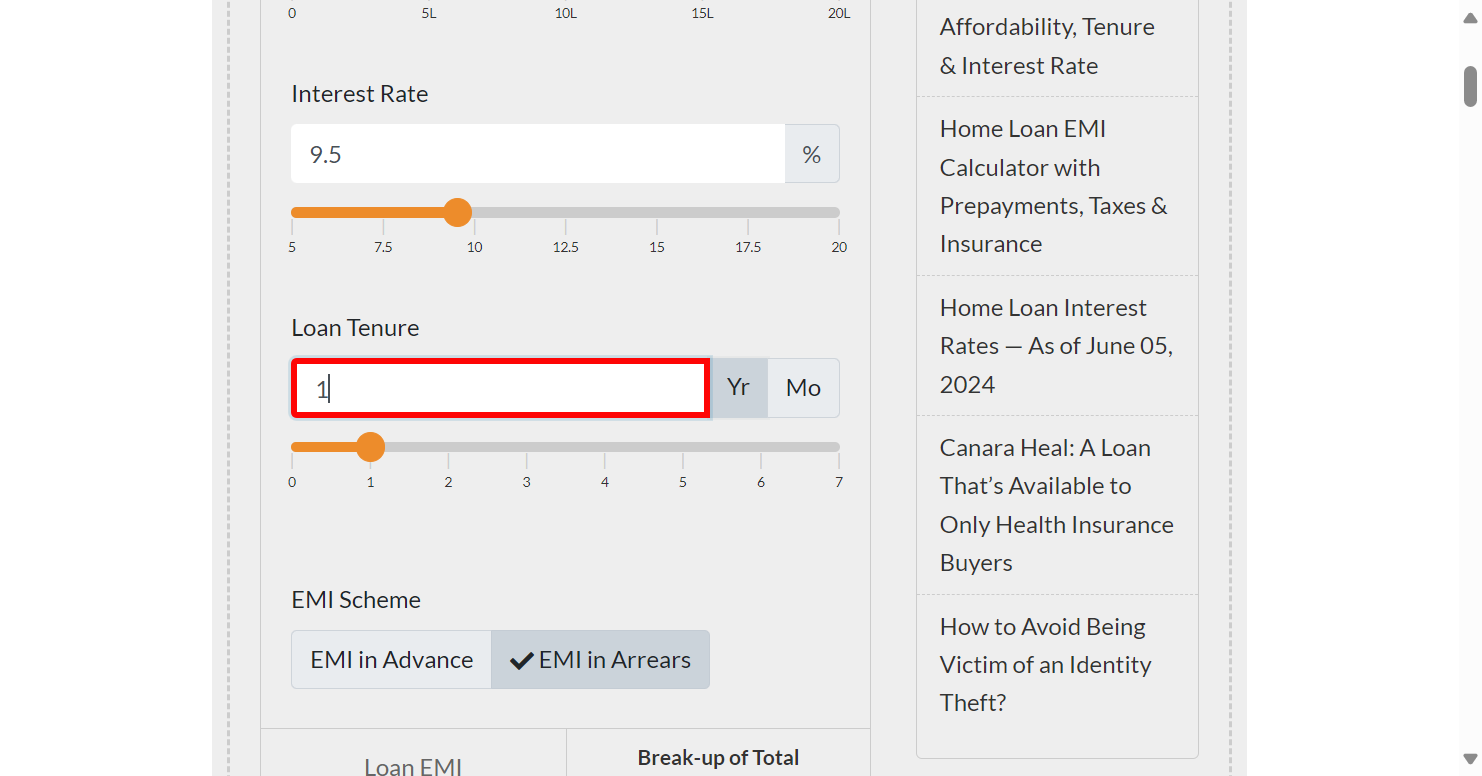 0 5L 10L 15L 20L
Interest Rate
9.5 %
5 7.5 10 12.5 15 17.5 20
Loan Tenure
1 Yr Mo
0 1 2 3 4 5 6 7
EMI Scheme
EMI in Advance EMI in Arrears
Loan EMI
Break-up of Total
Affordability, Tenure
& Interest Rate
Home Loan EMI
Calculator with
Prepayments, Taxes &
Insurance
Home Loan Interest
Rates — As of June 05,
2024
Canara Heal: A Loan
That’s Available to
Only Health Insurance
Buyers
How to Avoid Being
Victim of an Identity
Theft?